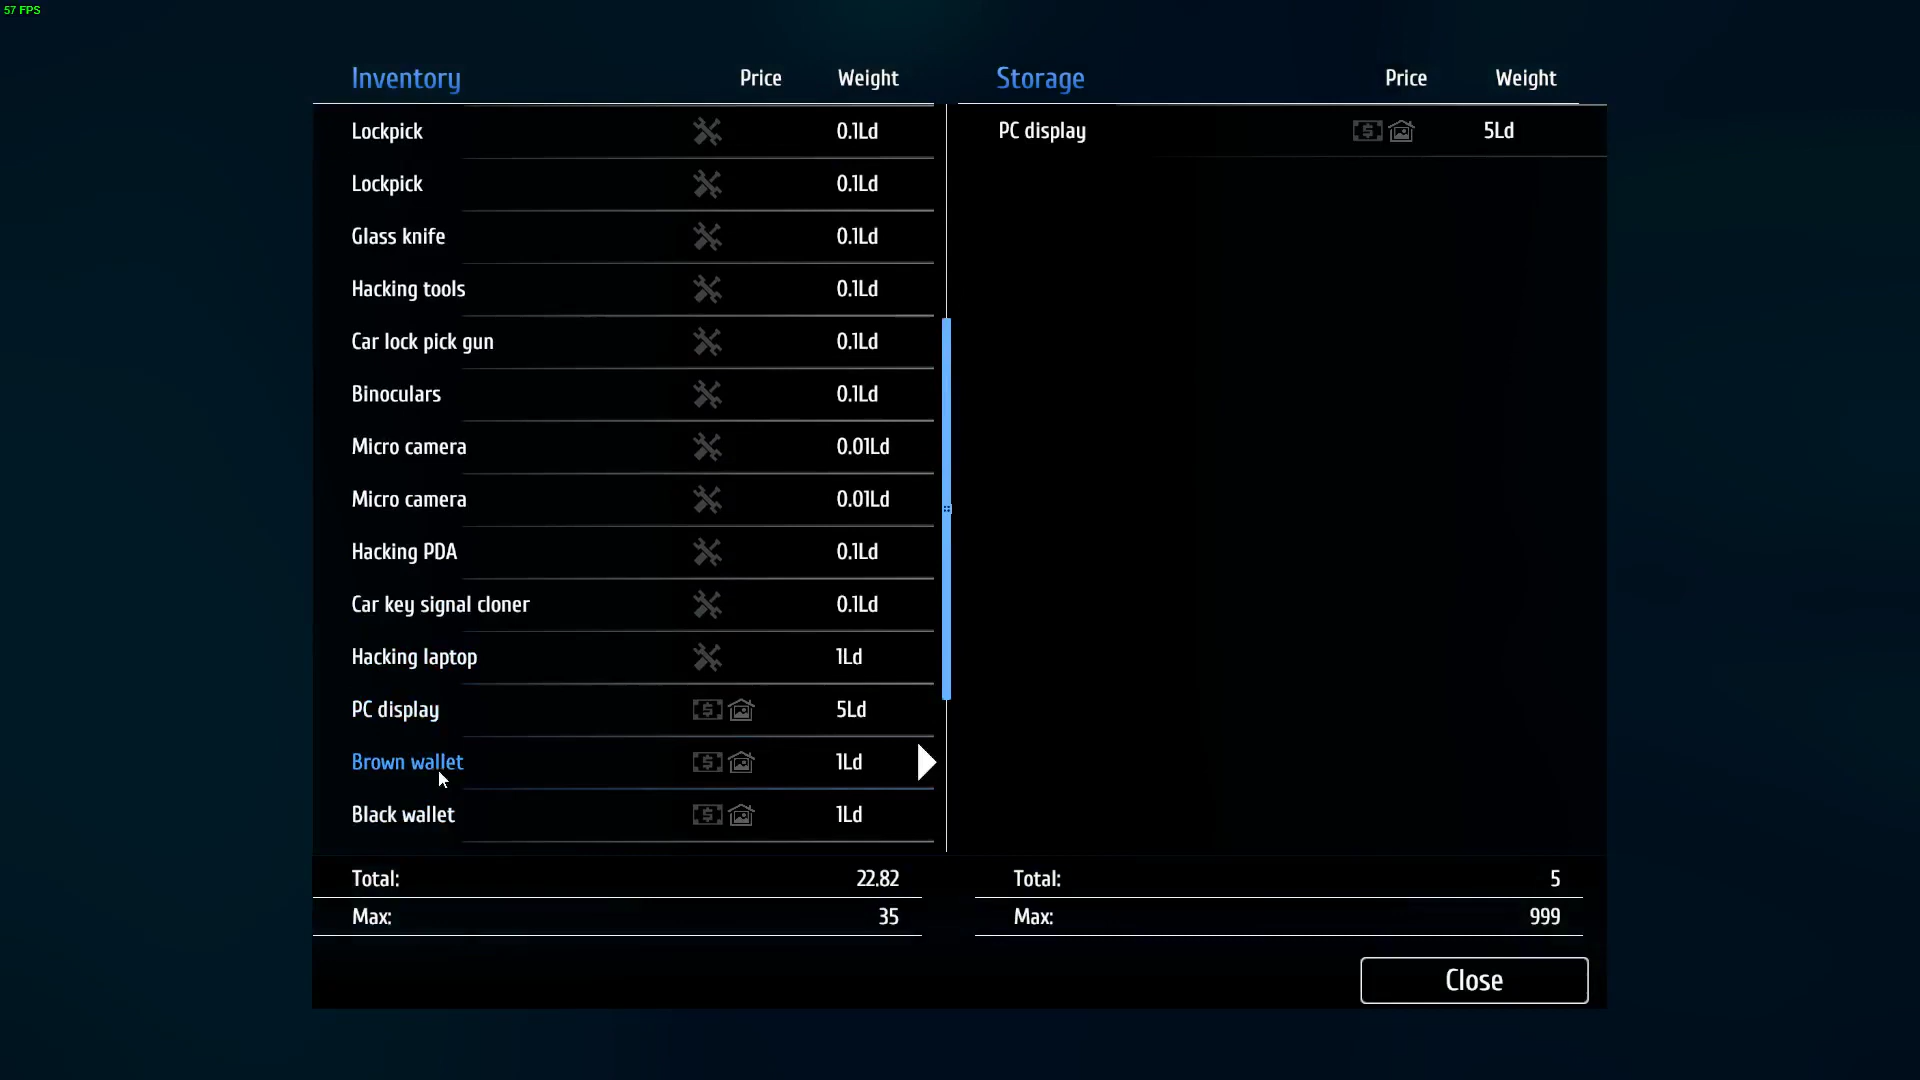 57 FPS
Inventory Price Weight
Lockpick 0.1Ld
Lockpick 0.1Ld
Glass knife 0.1Ld
Hacking tools 0.1Ld
Car lock pick gun 0.1Ld
Binoculars 0.1Ld
Micro camera 0.01Ld
Micro camera 0.01Ld
Hacking PDA 0.1Ld
Car key signal cloner 0.1Ld
Hacking laptop 1Ld
PC display 5Ld
Brown wallet 1Ld
Black wallet 1Ld
Total: 22.82
Max: 35
Storage Price Weight
PC display 5Ld
Total: 5
Max: 999
Close